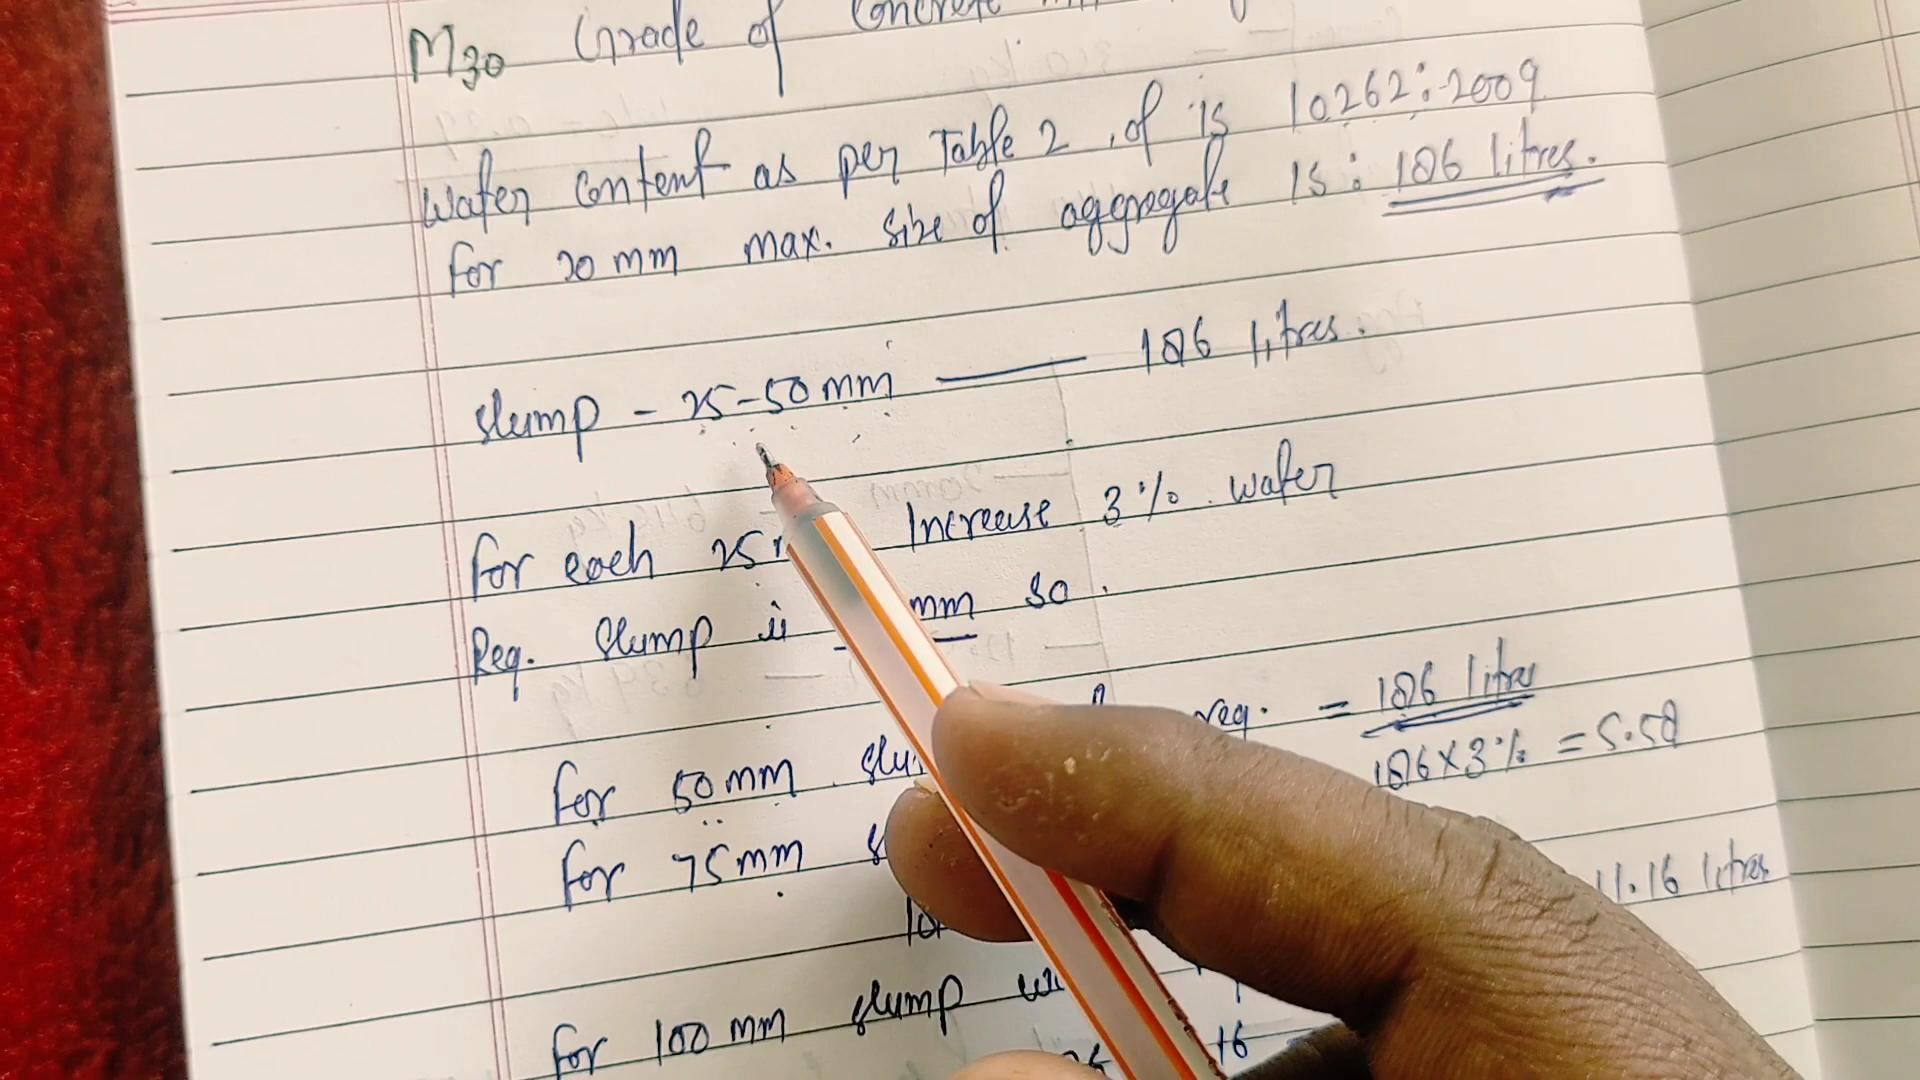 M30 Grade of Concrete
Water Content as per Table 2, of is 10262:2009
for 20 mm max. Size of aggregate is: 186 litres.
Slump - 25-50 mm — 186 litres.
for each 25 Increase 3% water
Req. Slump is mm so.
for 50 mm req. = 186 litres
186×3% = 5.58
for 75 mm 11.16 litres
for 100 mm slump
16